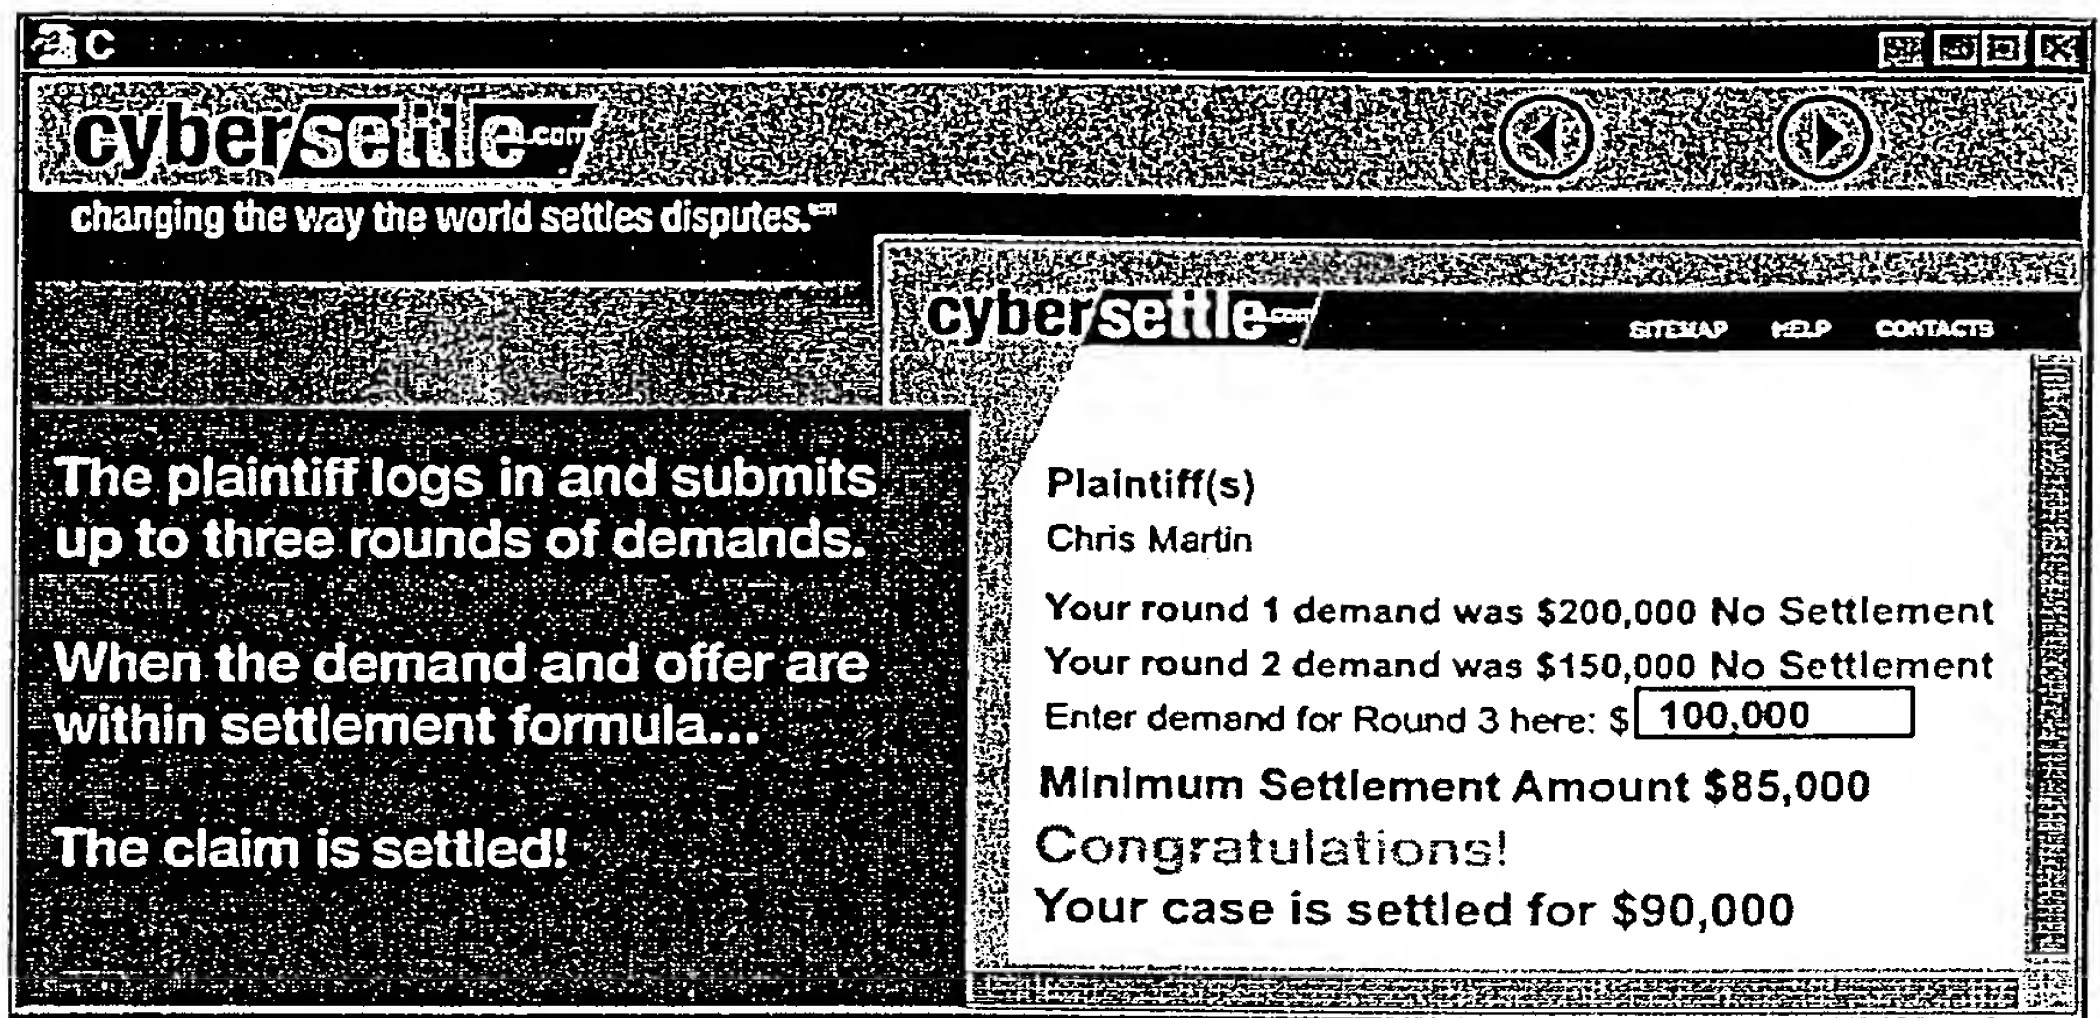 C
cybersettle.com
changing the way the world settles disputes.℠
cybersettle.com
SITEMAP HELP CONTACTS
The plaintiff logs in and submits
up to three rounds of demands.
When the demand and offer are
within settlement formula...
The claim is settled!
Plaintiff(s)
Chris Martin
Your round 1 demand was $200,000 No Settlement
Your round 2 demand was $150,000 No Settlement
Enter demand for Round 3 here: $ 100,000
Minimum Settlement Amount $85,000
Congratulations!
Your case is settled for $90,000